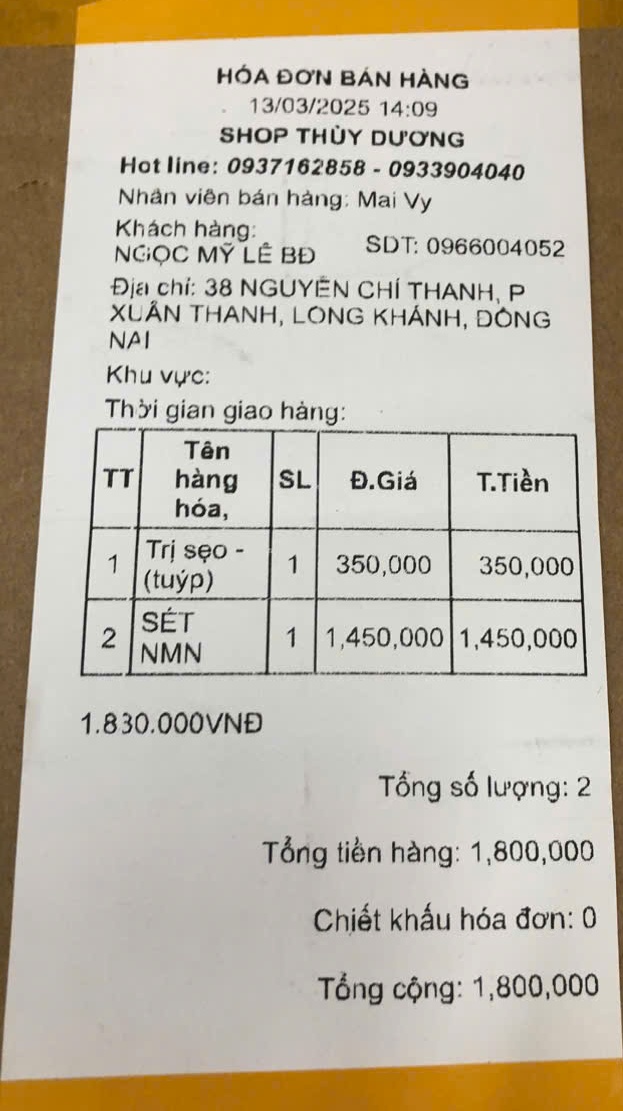 HÓA ĐƠN BÁN HÀNG
13/03/2025 14:09
SHOP THÙY DƯƠNG
Hot line: 0937162858 - 0933904040
Nhân viên bán hàng: Mai Vy
Khách hàng:
NGỌC MỸ LÊ BĐ SDT: 0966004052
Địa chỉ: 38 NGUYỄN CHÍ THANH, P
XUÂN THANH, LONG KHÁNH, ĐỒNG
NAI
Khu vực:
Thời gian giao hàng:
TT Tên hàng hóa, SL Đ.Giá T.Tiền
1 Trị sẹo - (tuýp) 1 350,000 350,000
2 SÉT NMN 1 1,450,000 1,450,000
1.830.000VNĐ
Tổng số lượng: 2
Tổng tiền hàng: 1,800,000
Chiết khấu hóa đơn: 0
Tổng cộng: 1,800,000